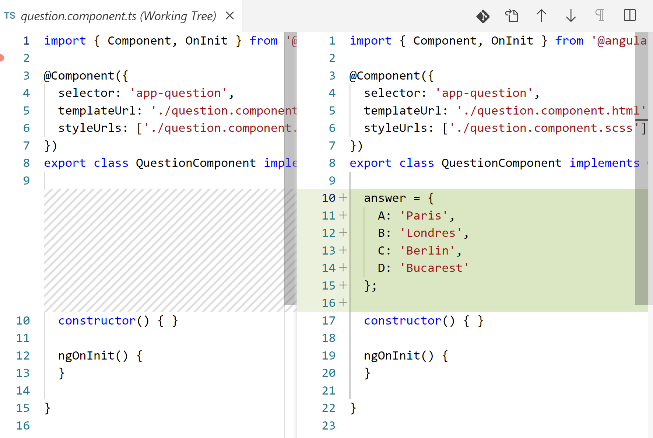 TS question.component.ts (Working Tree) ×
1 import { Component, OnInit } from '@
2
3 @Component({
4 selector: 'app-question',
5 templateUrl: './question.component
6 styleUrls: ['./question.component.
7 })
8 export class QuestionComponent imple
9
10 constructor() { }
11
12 ngOnInit() {
13 }
14
15 }
16
1 import { Component, OnInit } from '@angula
2
3 @Component({
4 selector: 'app-question',
5 templateUrl: './question.component.html'
6 styleUrls: ['./question.component.scss']
7 })
8 export class QuestionComponent implements
9
10+ answer = {
11+ A: 'Paris',
12+ B: 'Londres',
13+ C: 'Berlin',
14+ D: 'Bucarest'
15+ };
16+
17 constructor() { }
18
19 ngOnInit() {
20 }
21
22 }
23